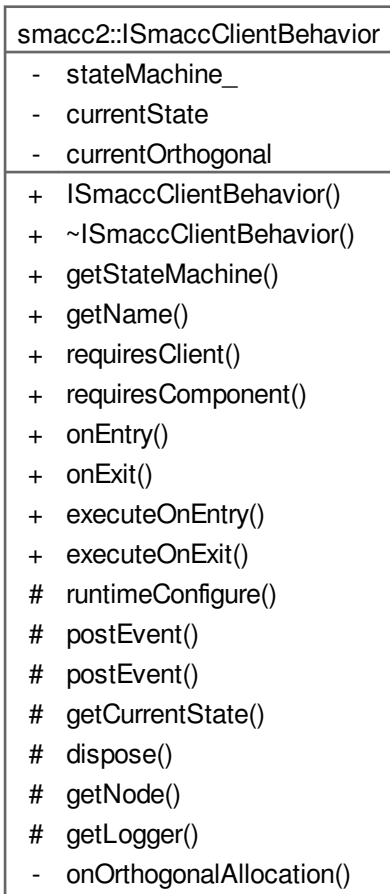 smacc2::ISmaccClientBehavior
- stateMachine_
- currentState
- currentOrthogonal
+ ISmaccClientBehavior()
+ ~ISmaccClientBehavior()
+ getStateMachine()
+ getName()
+ requiresClient()
+ requiresComponent()
+ onEntry()
+ onExit()
+ executeOnEntry()
+ executeOnExit()
# runtimeConfigure()
# postEvent()
# postEvent()
# getCurrentState()
# dispose()
# getNode()
# getLogger()
- onOrthogonalAllocation()